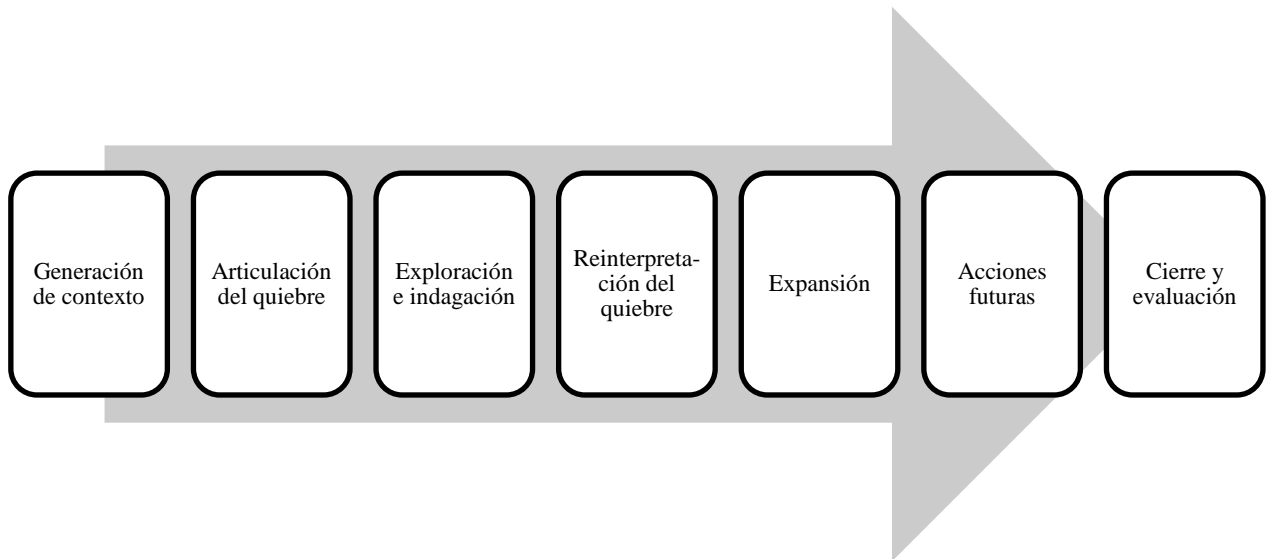 Generación
de contexto
Articulación
del quiebre
Exploración
e indagación
Reinterpreta-
ción del
quiebre
Expansión
Acciones
futuras
Cierre y
evaluación